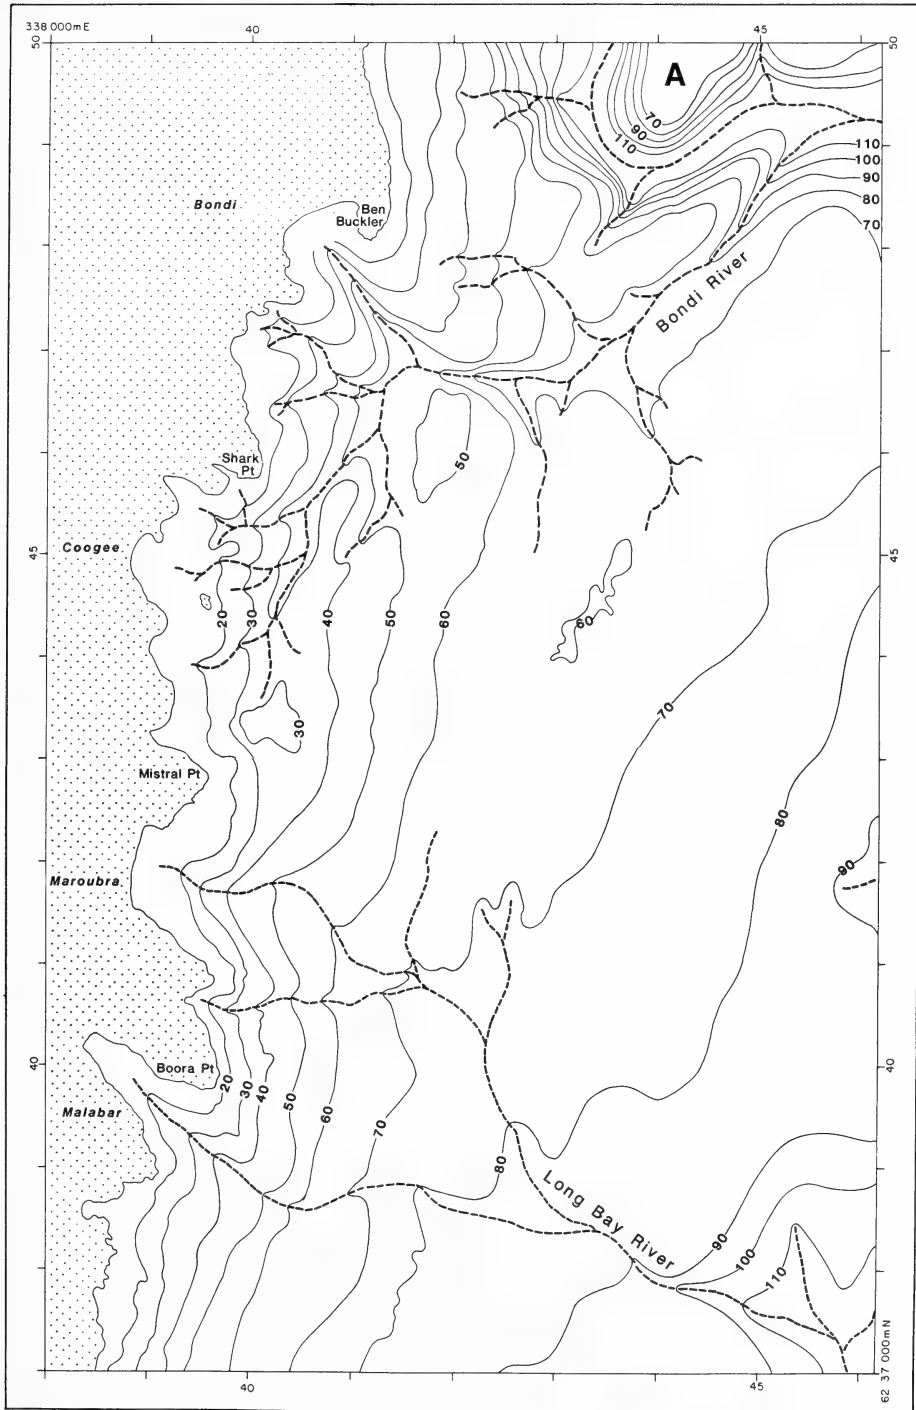 338 000mE
40
45
50
50
A
70
90
110
110
100
90
80
70
Bondi
Ben
Buckler
Bondi River
50
Shark
Pt
Coogee
45
45
20
30
40
50
60
60
30
70
Mistral Pt
80
Maroubra
90
40
40
Boora Pt
20
30
40
50
60
70
Malabar
80
Long Bay River
90
100
110
40
45
62 37 000mN